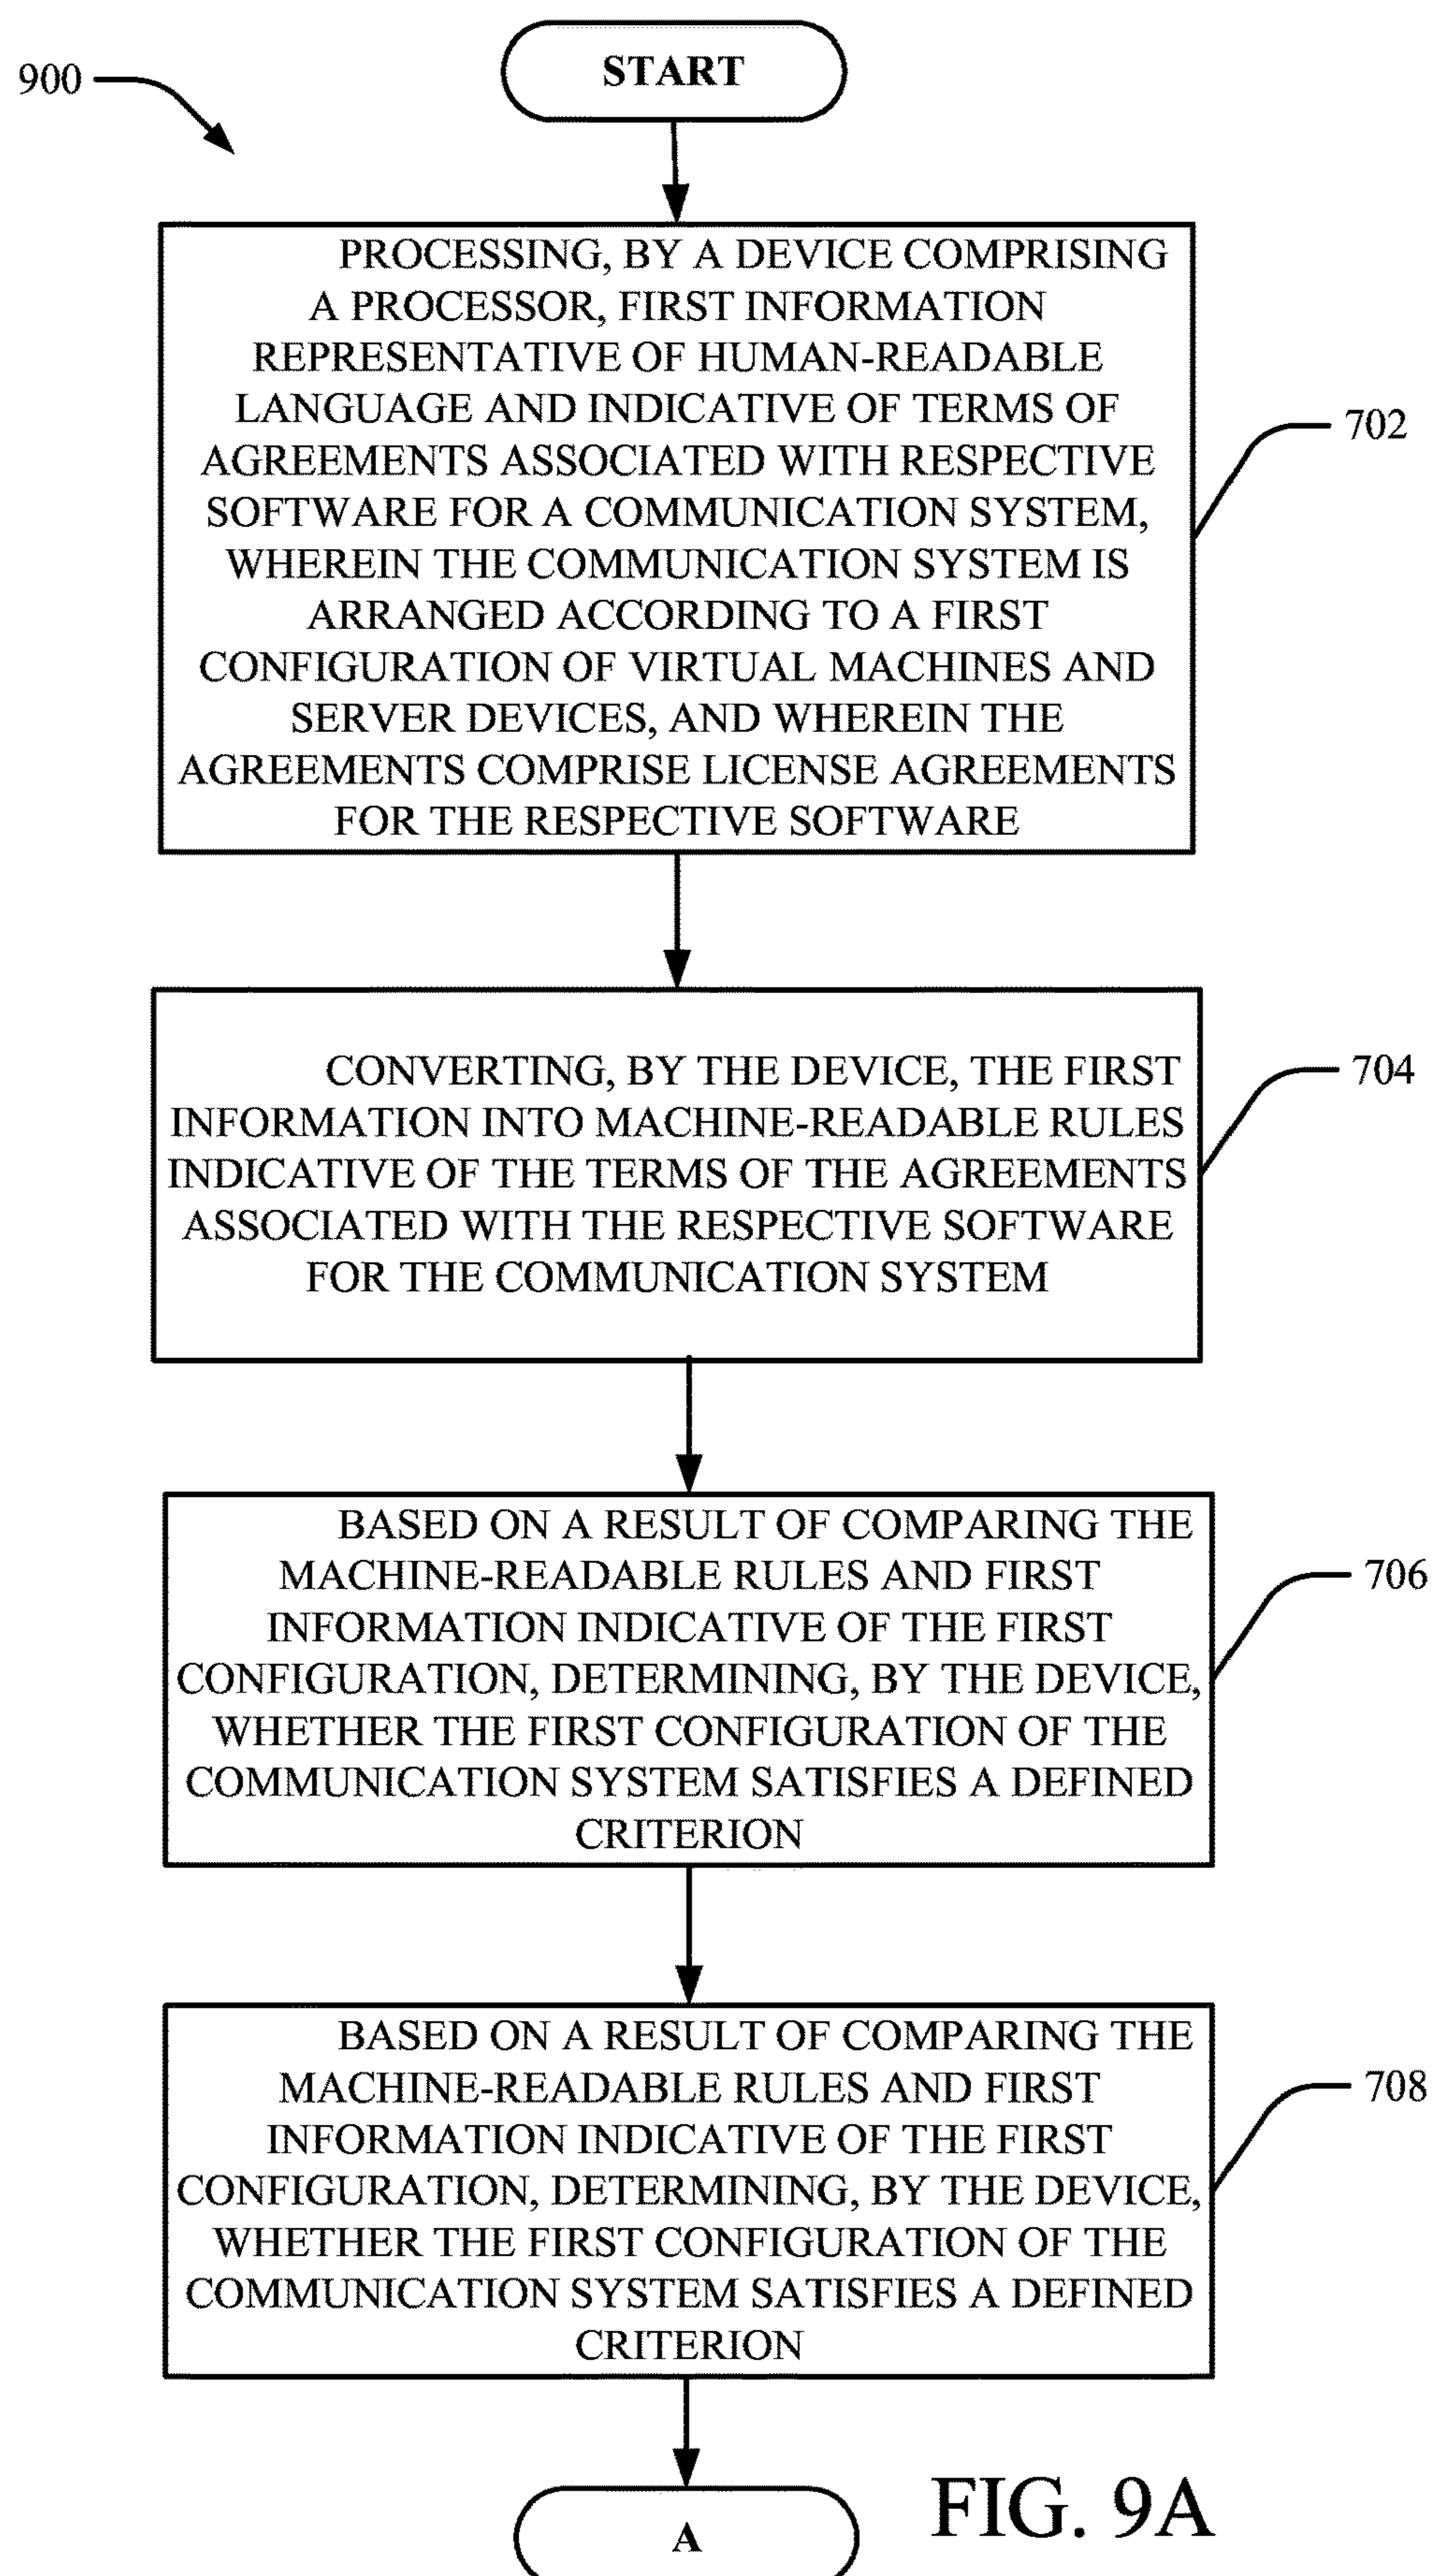 900
START
PROCESSING, BY A DEVICE COMPRISING
A PROCESSOR, FIRST INFORMATION
REPRESENTATIVE OF HUMAN-READABLE
LANGUAGE AND INDICATIVE OF TERMS OF
AGREEMENTS ASSOCIATED WITH RESPECTIVE
SOFTWARE FOR A COMMUNICATION SYSTEM,
WHEREIN THE COMMUNICATION SYSTEM IS
ARRANGED ACCORDING TO A FIRST
CONFIGURATION OF VIRTUAL MACHINES AND
SERVER DEVICES, AND WHEREIN THE
AGREEMENTS COMPRISE LICENSE AGREEMENTS
FOR THE RESPECTIVE SOFTWARE
702
CONVERTING, BY THE DEVICE, THE FIRST
INFORMATION INTO MACHINE-READABLE RULES
INDICATIVE OF THE TERMS OF THE AGREEMENTS
ASSOCIATED WITH THE RESPECTIVE SOFTWARE
FOR THE COMMUNICATION SYSTEM
704
BASED ON A RESULT OF COMPARING THE
MACHINE-READABLE RULES AND FIRST
INFORMATION INDICATIVE OF THE FIRST
CONFIGURATION, DETERMINING, BY THE DEVICE,
WHETHER THE FIRST CONFIGURATION OF THE
COMMUNICATION SYSTEM SATISFIES A DEFINED
CRITERION
706
BASED ON A RESULT OF COMPARING THE
MACHINE-READABLE RULES AND FIRST
INFORMATION INDICATIVE OF THE FIRST
CONFIGURATION, DETERMINING, BY THE DEVICE,
WHETHER THE FIRST CONFIGURATION OF THE
COMMUNICATION SYSTEM SATISFIES A DEFINED
CRITERION
708
A
FIG. 9A